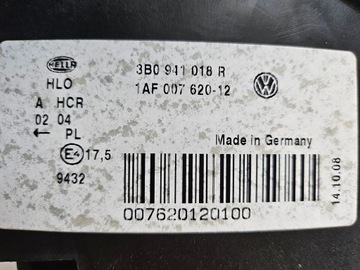 HELLA
HLO
A HCR
02 04
← PL
E4 17,5
9432
3B0 941 018 R
1AF 007 620-12
VW
Made in Germany
007620120100
14.10.08